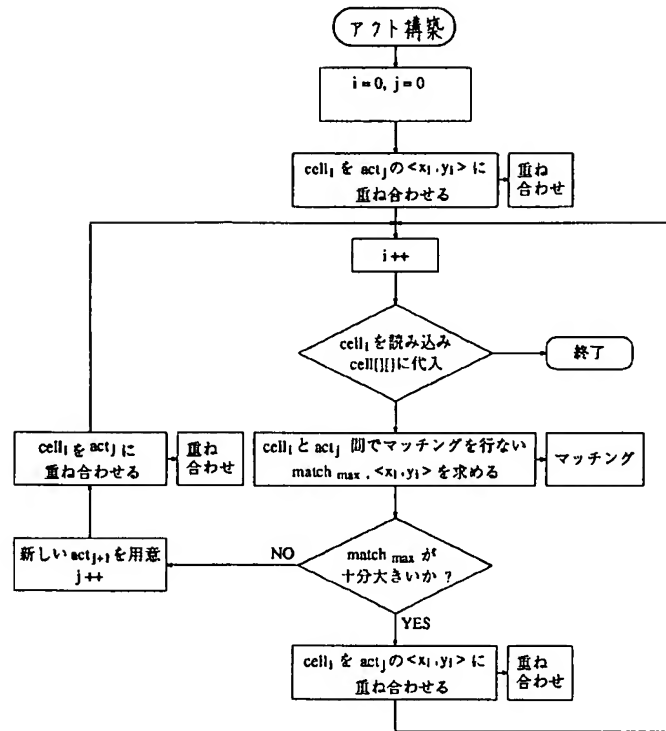 アクト構築
i=0, j=0
cell_i を act_j の <x_i, y_i> に
重ね合わせる
重ね
合わせ
i++
cell_i を読み込み
cell[][]に代入
終了
cell_i を act_j に
重ね合わせる
重ね
合わせ
cell_i と act_j 間でマッチングを行ない
match max , <x_i, y_i> を求める
マッチング
新しい act_{j+1} を用意
j++
NO
match max が
十分大きいか?
YES
cell_i を act_j の <x_i, y_i> に
重ね合わせる
重ね
合わせ